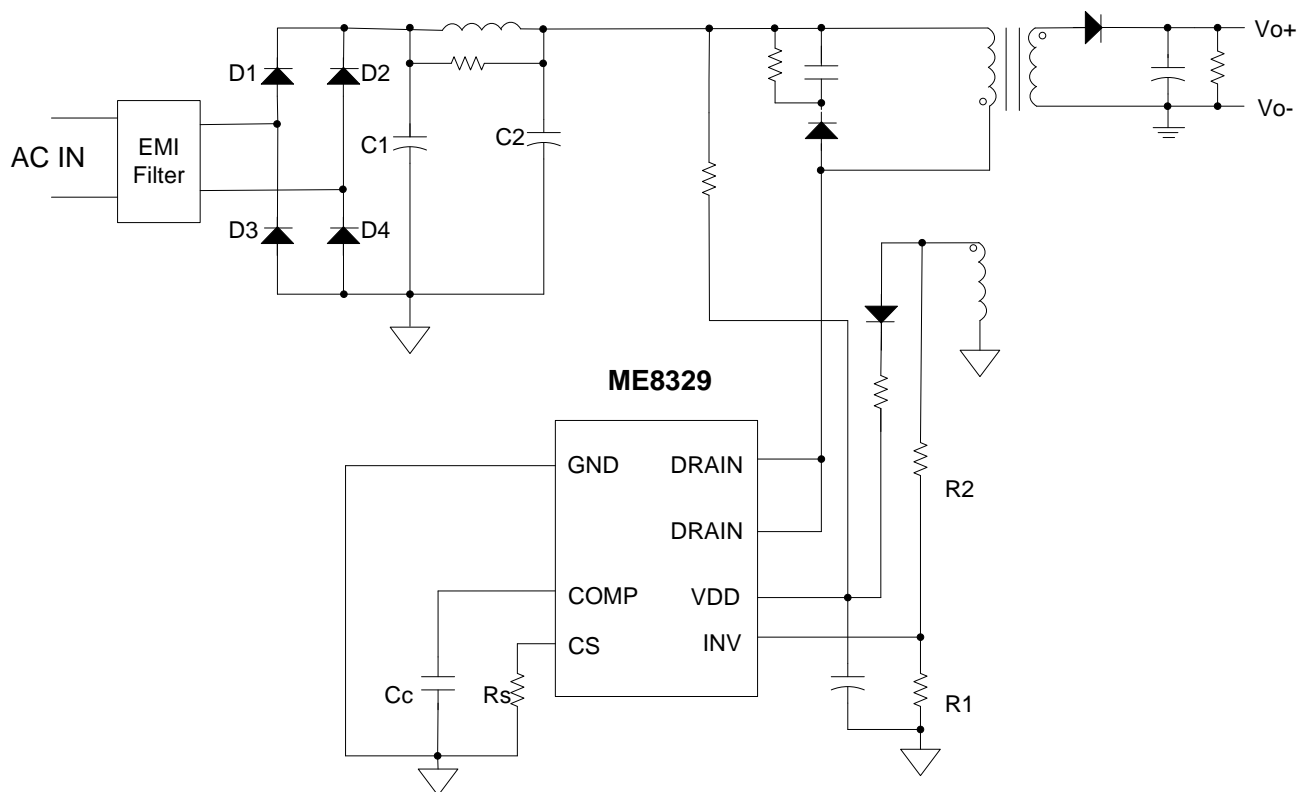 Vo+
D1
D2
C1
C2
AC IN
EMI
Filter
Vo-
D3
D4
ME8329
GND
DRAIN
R2
DRAIN
COMP
VDD
CS
INV
Cc
Rs
R1